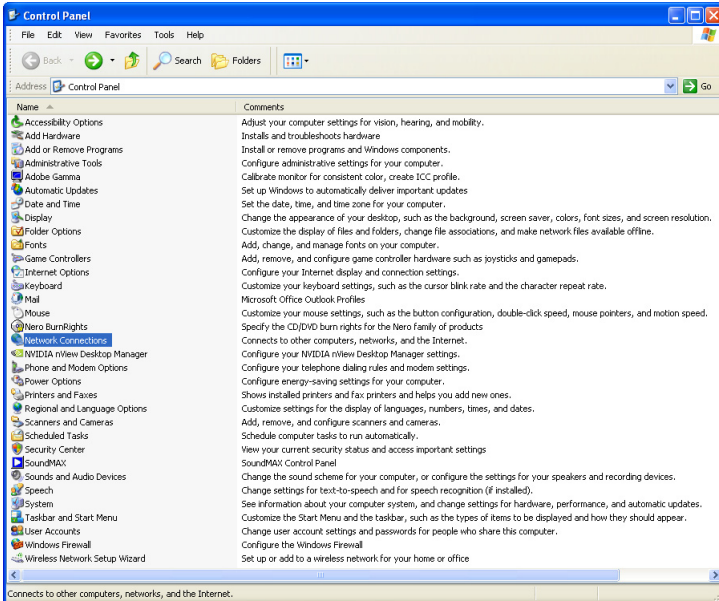 Control Panel
File Edit View Favorites Tools Help
Back Search Folders
Address Control Panel Go
Name Comments
Accessibility Options Adjust your computer settings for vision, hearing, and mobility.
Add Hardware Installs and troubleshoots hardware
Add or Remove Programs Install or remove programs and Windows components.
Administrative Tools Configure administrative settings for your computer.
Adobe Gamma Calibrate monitor for consistent color, create ICC profile.
Automatic Updates Set up Windows to automatically deliver important updates
Date and Time Set the date, time, and time zone for your computer.
Display Change the appearance of your desktop, such as the background, screen saver, colors, font sizes, and screen resolution.
Folder Options Customize the display of files and folders, change file associations, and make network files available offline.
Fonts Add, change, and manage fonts on your computer.
Game Controllers Add, remove, and configure game controller hardware such as joysticks and gamepads.
Internet Options Configure your Internet display and connection settings.
Keyboard Customize your keyboard settings, such as the cursor blink rate and the character repeat rate.
Mail Microsoft Office Outlook Profiles
Mouse Customize your mouse settings, such as the button configuration, double-click speed, mouse pointers, and motion speed.
Nero BurnRights Specify the CD/DVD burn rights for the Nero family of products
Network Connections Connects to other computers, networks, and the Internet.
NVIDIA nView Desktop Manager Configure your NVIDIA nView Desktop Manager settings.
Phone and Modem Options Configure your telephone dialing rules and modem settings.
Power Options Configure energy-saving settings for your computer.
Printers and Faxes Shows installed printers and fax printers and helps you add new ones.
Regional and Language Options Customize settings for the display of languages, numbers, times, and dates.
Scanners and Cameras Add, remove, and configure scanners and cameras.
Scheduled Tasks Schedule computer tasks to run automatically.
Security Center View your current security status and access important settings
SoundMAX SoundMAX Control Panel
Sounds and Audio Devices Change the sound scheme for your computer, or configure the settings for your speakers and recording devices.
Speech Change settings for text-to-speech and for speech recognition (if installed).
System See information about your computer system, and change settings for hardware, performance, and automatic updates.
Taskbar and Start Menu Customize the Start Menu and the taskbar, such as the types of items to be displayed and how they should appear.
User Accounts Change user account settings and passwords for people who share this computer.
Windows Firewall Configure the Windows Firewall
Wireless Network Setup Wizard Set up or add to a wireless network for your home or office
Connects to other computers, networks, and the Internet.